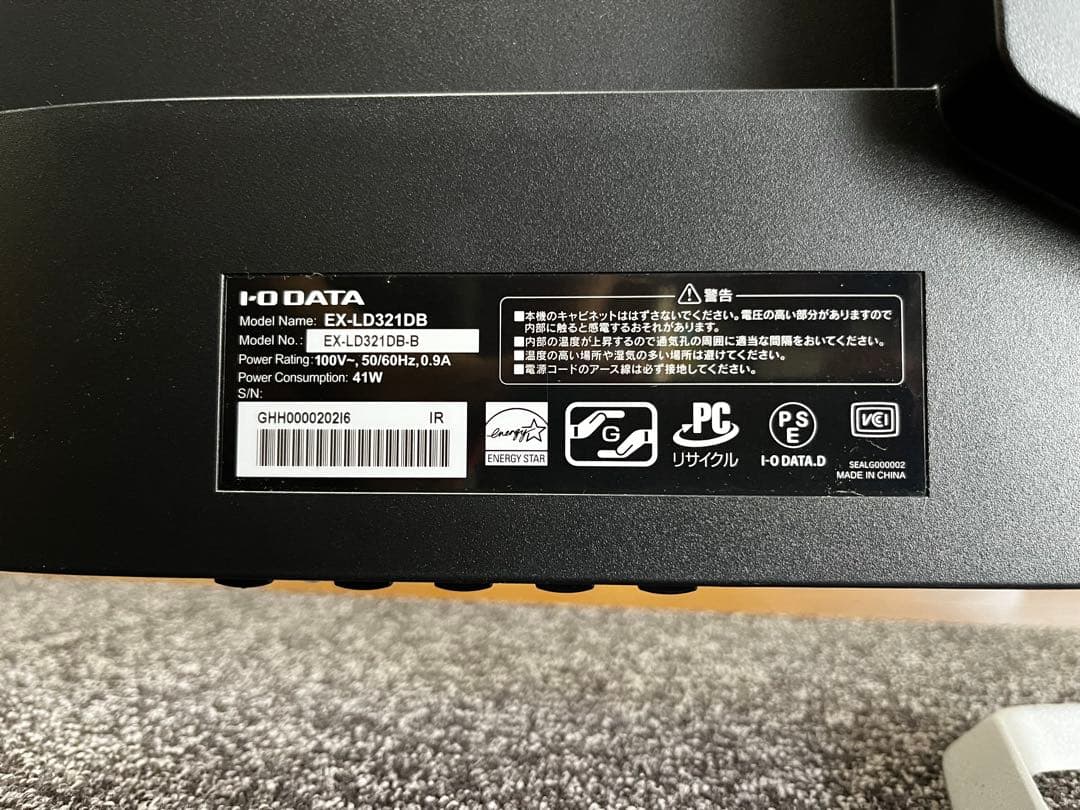 I-O DATA
Model Name: EX-LD321DB
Model No.: EX-LD321DB-B
Power Rating: 100V~, 50/60Hz, 0.9A
Power Consumption: 41W
S/N:
GHH0000202I6 IR
⚠警告
■本機のキャビネットははずさないでください。電圧の高い部分がありますので
内部に触ると感電するおそれがあります。
■内部の温度が上昇するので通気孔の周囲に適当な間隔をおいてください。
■温度の高い場所や湿気の多い場所は避けてください。
■電源コードのアース線は必ず接地してください。
energy
ENERGY STAR
G
PC
リサイクル
PSE
I-O DATA.D
VCI
SEALG000002
MADE IN CHINA